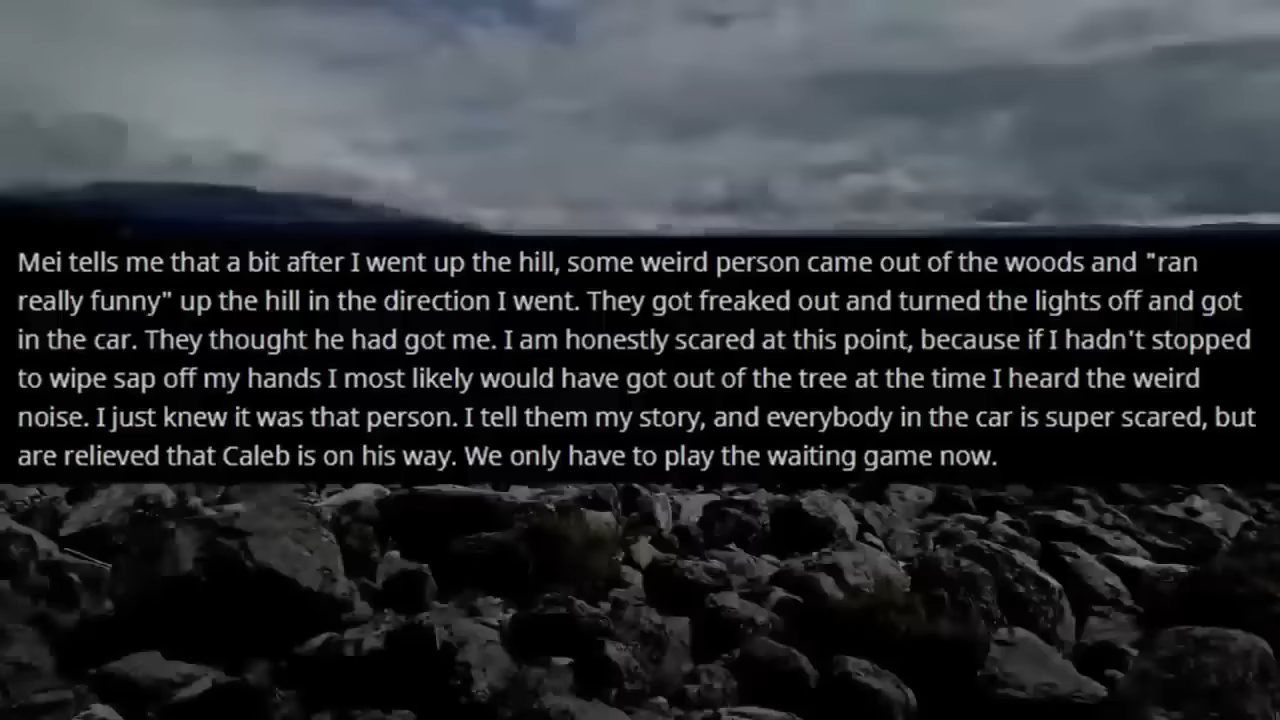 Mei tells me that a bit after I went up the hill, some weird person came out of the woods and "ran
really funny" up the hill in the direction I went. They got freaked out and turned the lights off and got
in the car. They thought he had got me. I am honestly scared at this point, because if I hadn't stopped
to wipe sap off my hands I most likely would have got out of the tree at the time I heard the weird
noise. I just knew it was that person. I tell them my story, and everybody in the car is super scared, but
are relieved that Caleb is on his way. We only have to play the waiting game now.